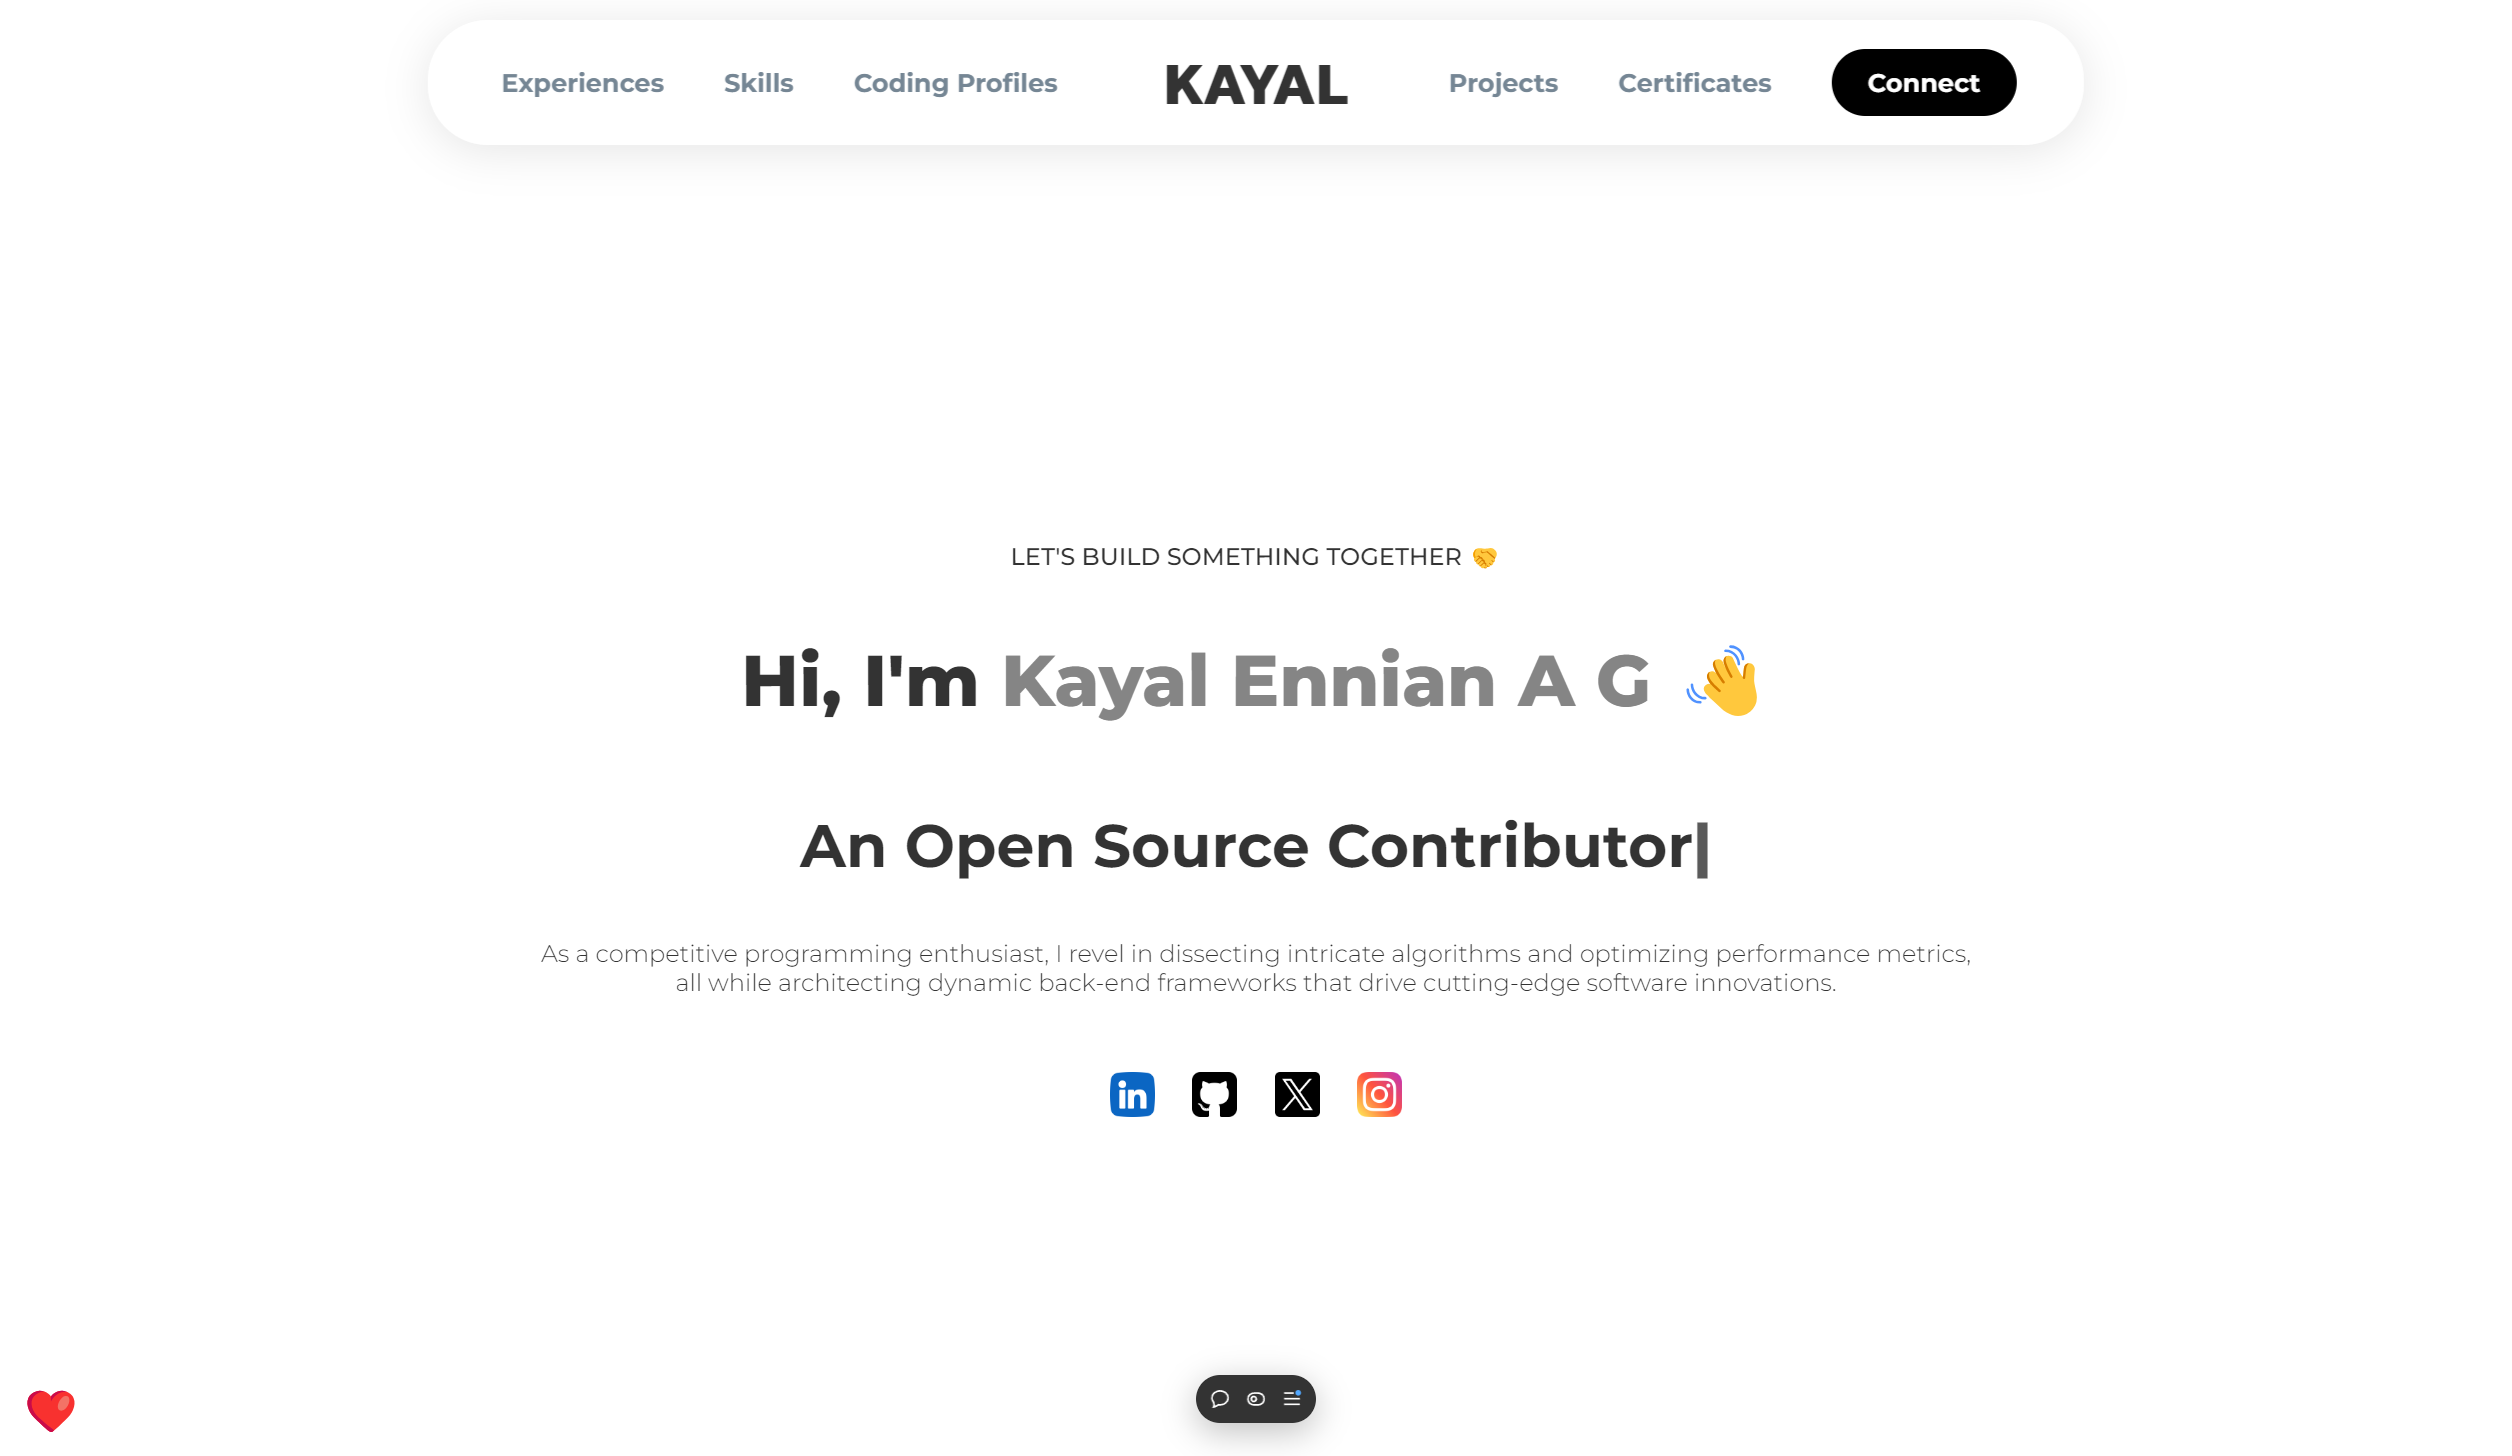 Experiences Skills Coding Profiles KAYAL Projects Certificates Connect
LET'S BUILD SOMETHING TOGETHER 🤝
Hi, I'm Kayal Ennian A G 👋
An Open Source Contributor|
As a competitive programming enthusiast, I revel in dissecting intricate algorithms and optimizing performance metrics,
all while architecting dynamic back-end frameworks that drive cutting-edge software innovations.